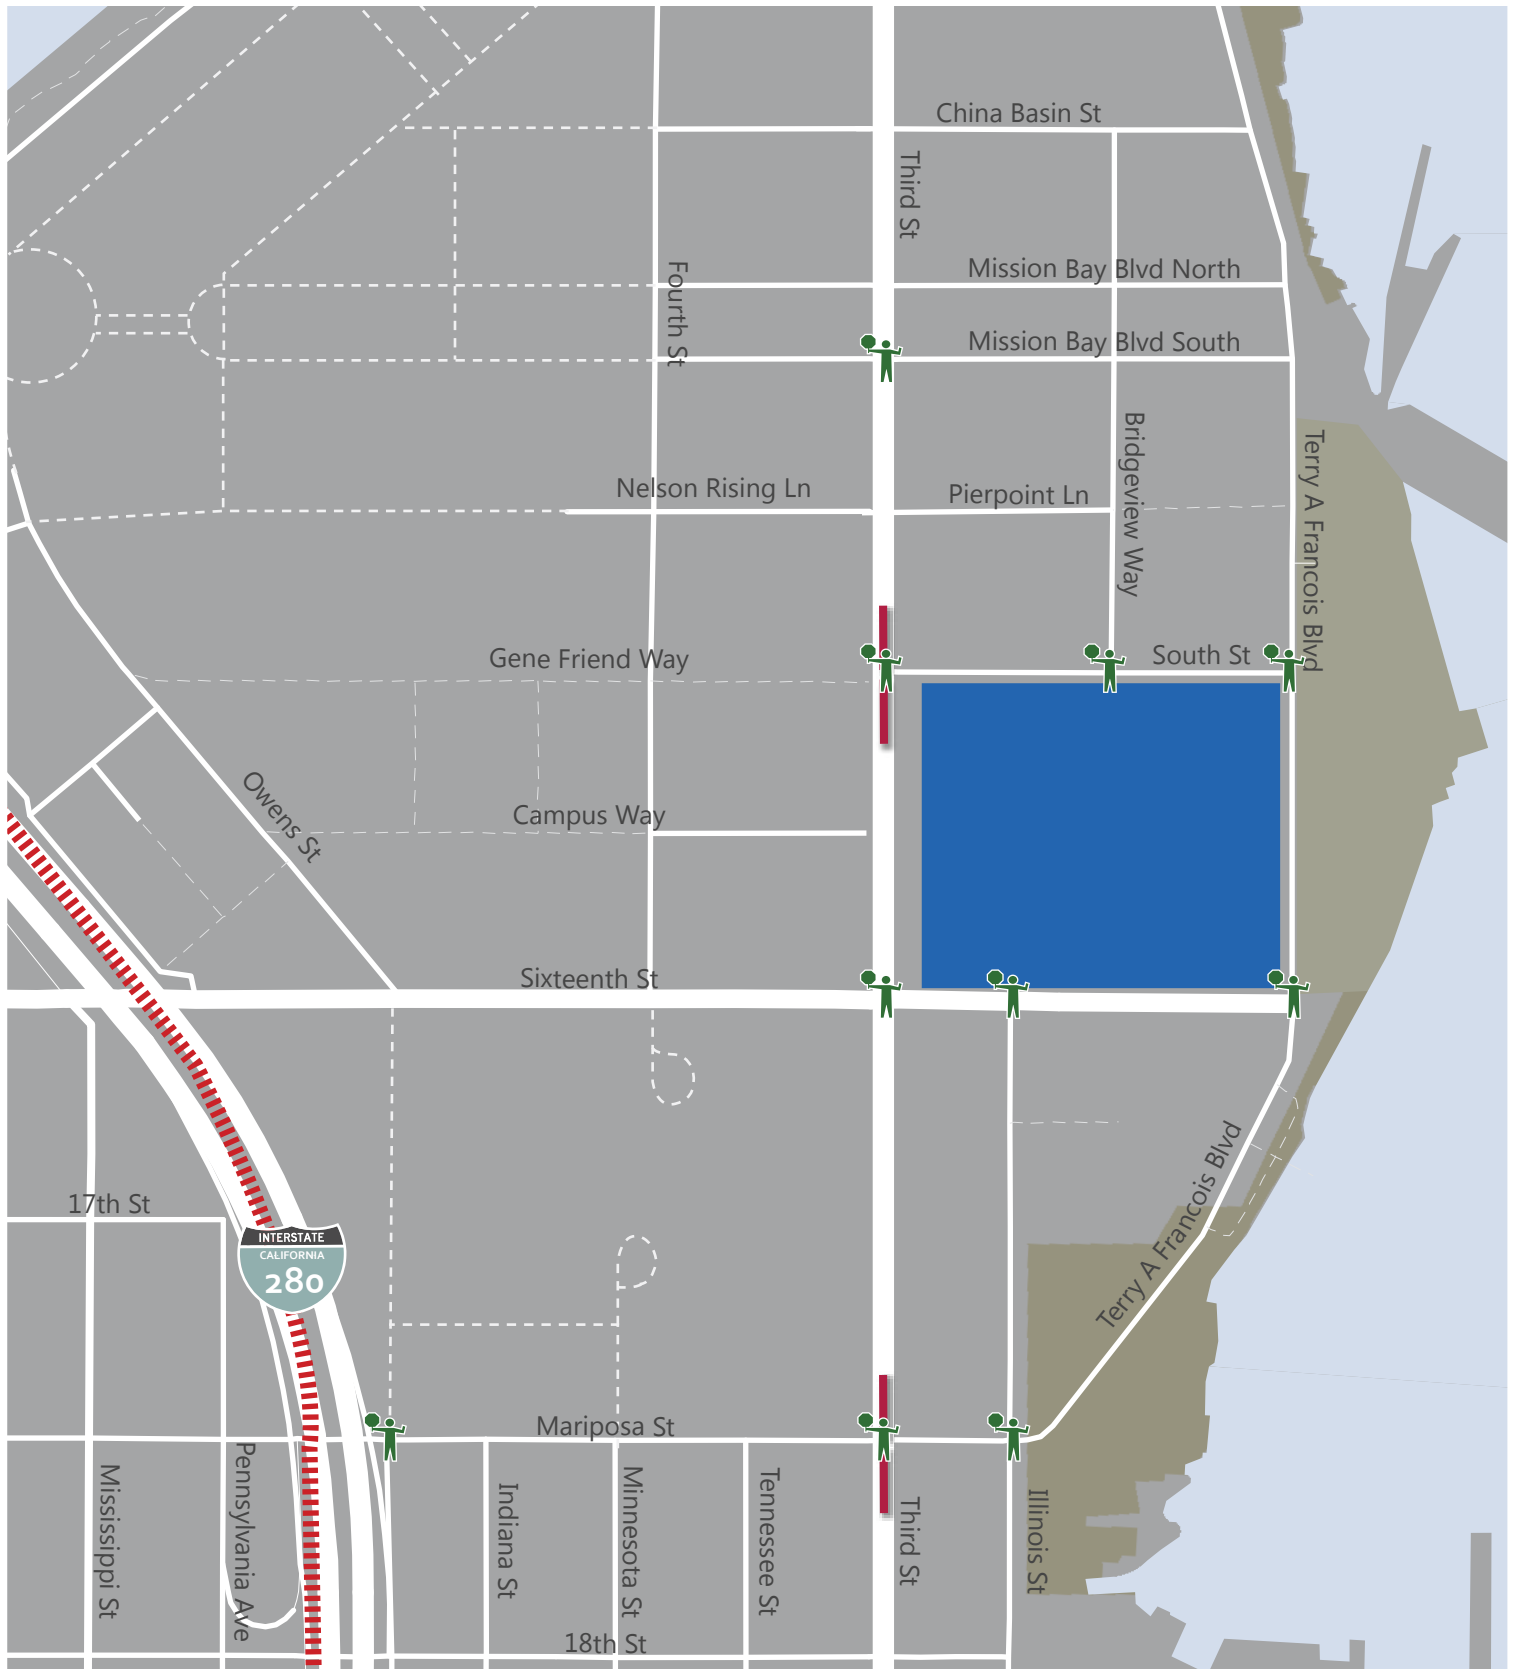 China Basin St
Third St
Mission Bay Blvd North
Fourth St
Mission Bay Blvd South
Bridgeview Way
Terry A Francois Blvd
Nelson Rising Ln
Pierpoint Ln
South St
Gene Friend Way
Owens St
Campus Way
Sixteenth St
Terry A Francois Blvd
17th St
INTERSTATE
CALIFORNIA
280
Mariposa St
Mississippi St
Pennsylvania Ave
Indiana St
Minnesota St
Tennessee St
Third St
Illinois St
18th St